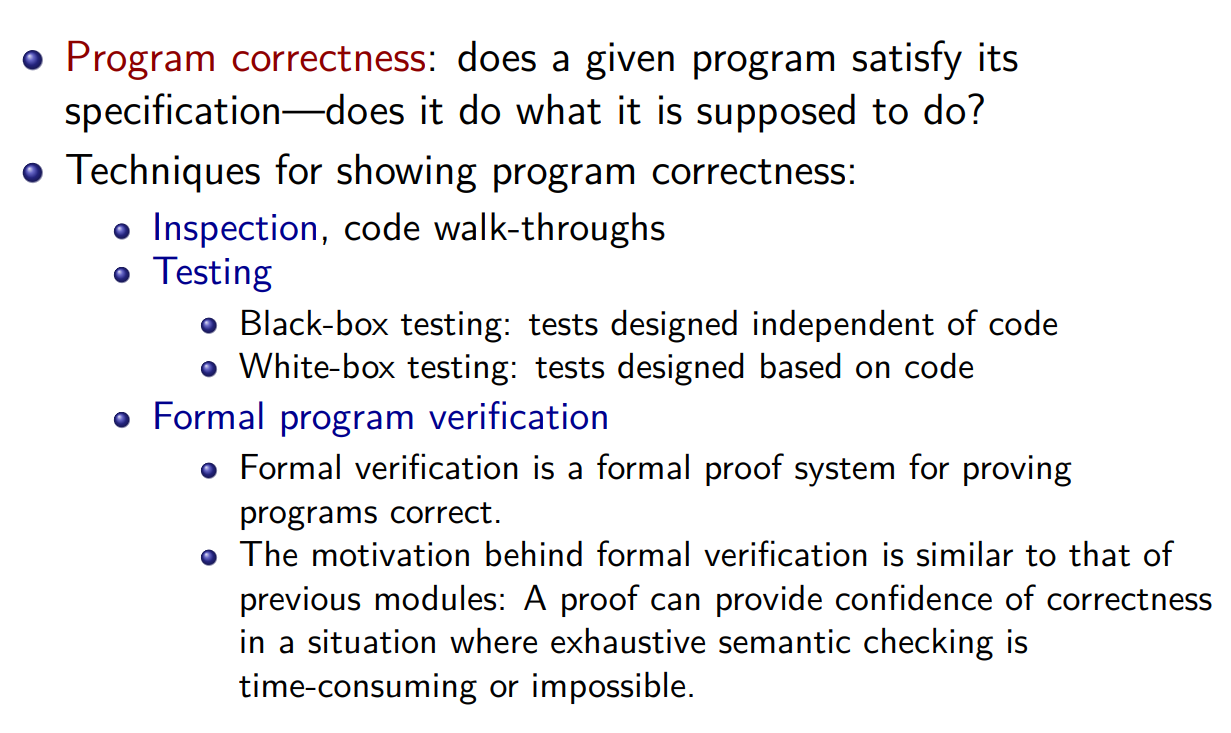 Program correctness: does a given program satisfy its
specification—does it do what it is supposed to do?
Techniques for showing program correctness:
Inspection, code walk-throughs
Testing
Black-box testing: tests designed independent of code
White-box testing: tests designed based on code
Formal program verification
Formal verification is a formal proof system for proving
programs correct.
The motivation behind formal verification is similar to that of
previous modules: A proof can provide confidence of correctness
in a situation where exhaustive semantic checking is
time-consuming or impossible.